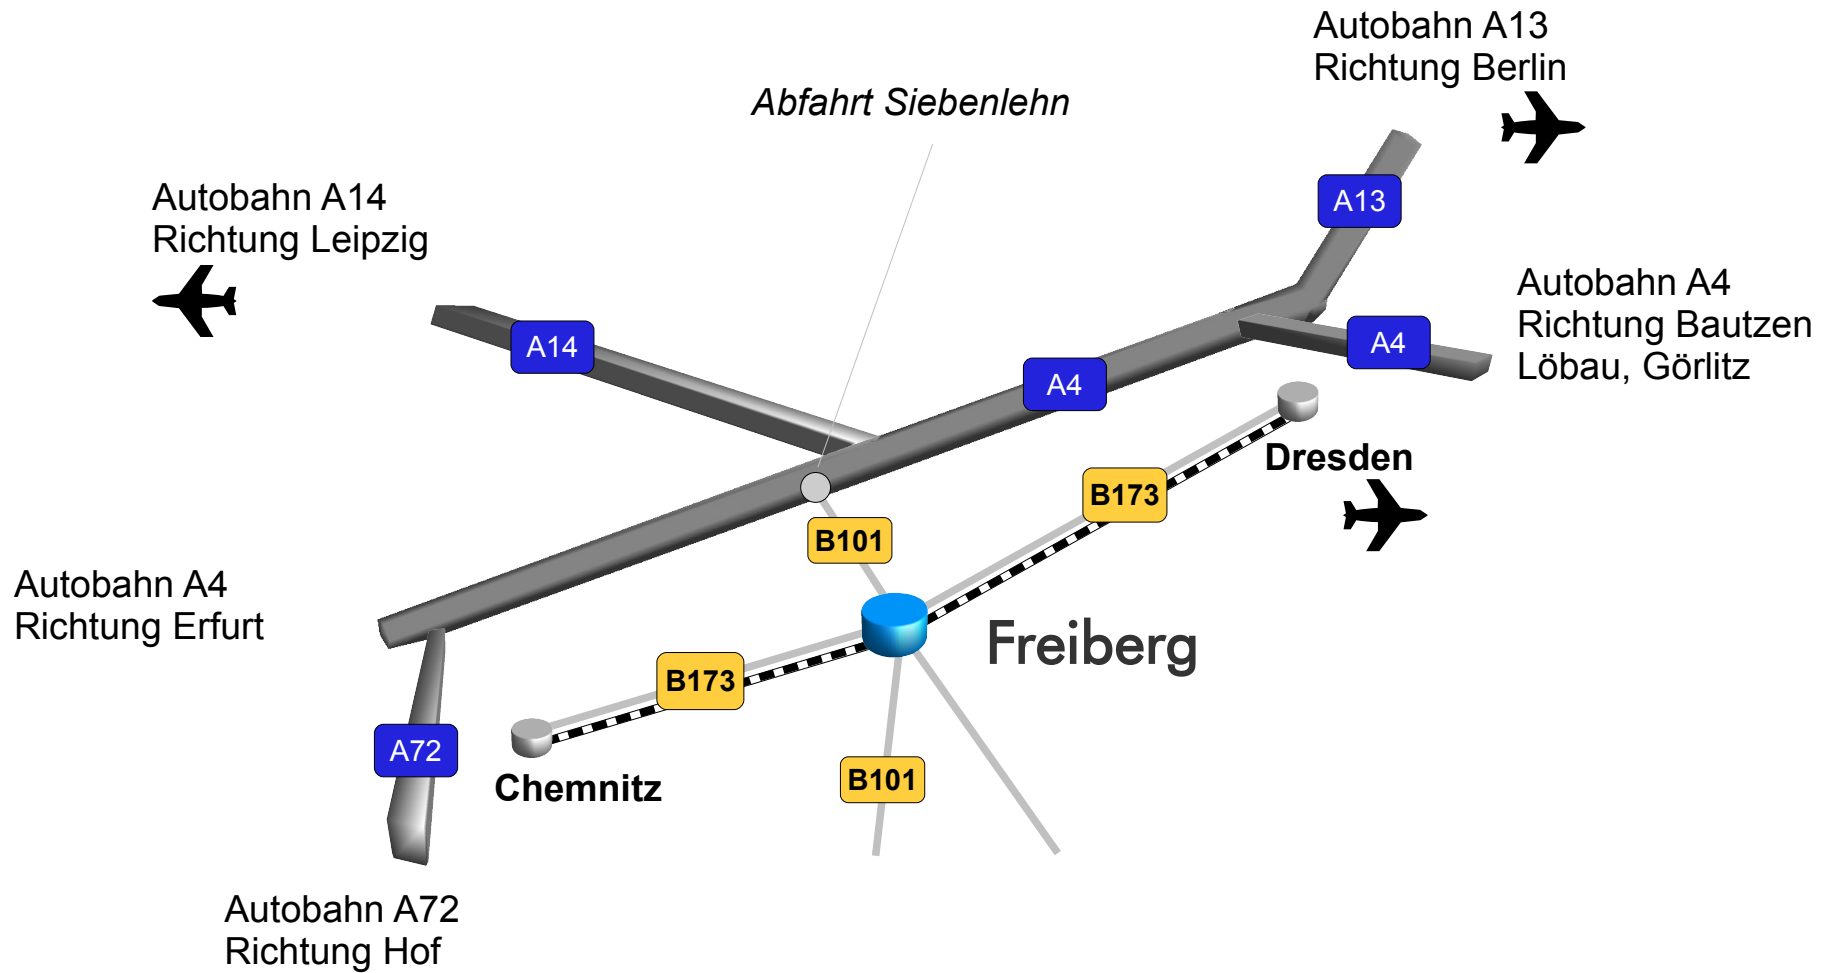 Autobahn A13
Richtung Berlin
Abfahrt Siebenlehn
Autobahn A14
Richtung Leipzig
A13
Autobahn A4
Richtung Bautzen
Löbau, Görlitz
A14
A4
A4
Dresden
B173
B101
Autobahn A4
Richtung Erfurt
Freiberg
B173
A72
Chemnitz
B101
Autobahn A72
Richtung Hof